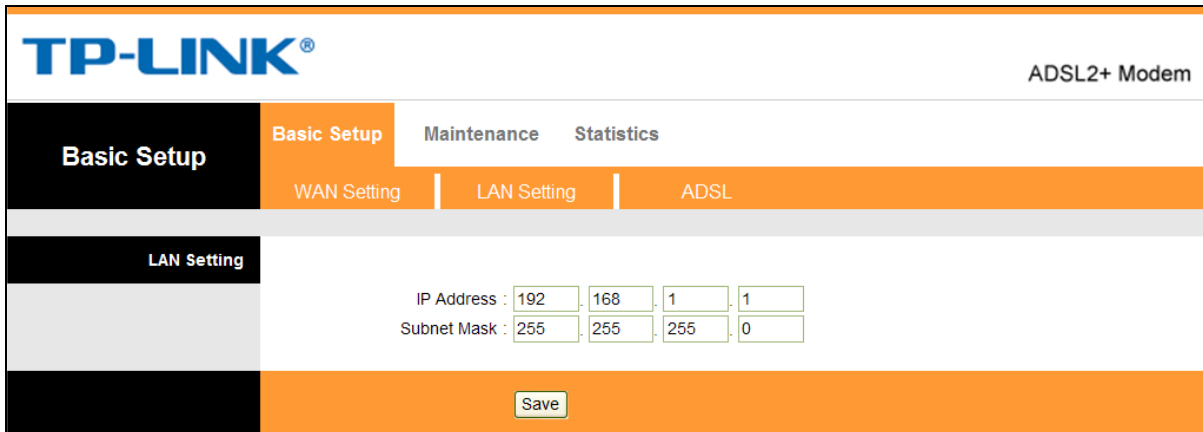 TP-LINK®
ADSL2+ Modem
Basic Setup
Basic Setup Maintenance Statistics
WAN Setting LAN Setting ADSL
LAN Setting
IP Address : 192 . 168 . 1 . 1
Subnet Mask : 255 . 255 . 255 . 0
Save